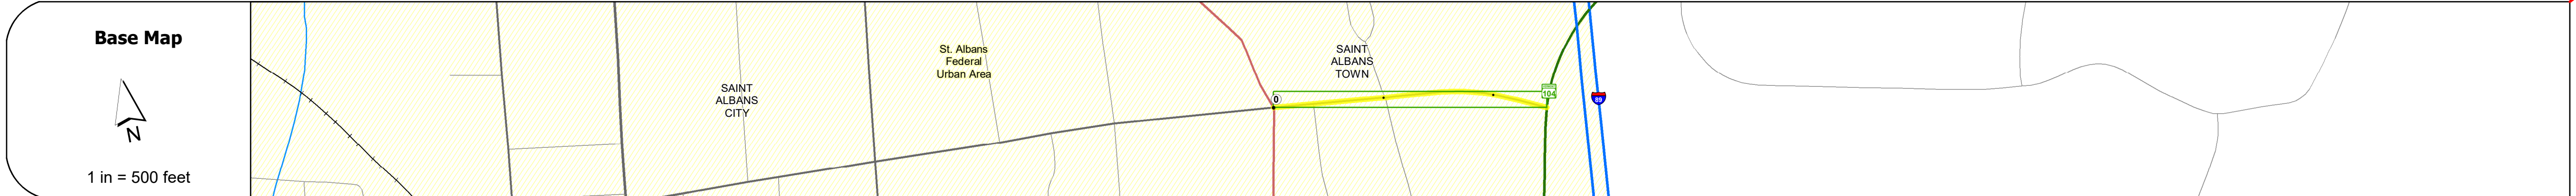 Base Map
N
1 in = 500 feet
SAINT
ALBANS
CITY
St. Albans
Federal
Urban Area
0
SAINT
ALBANS
TOWN
104
89